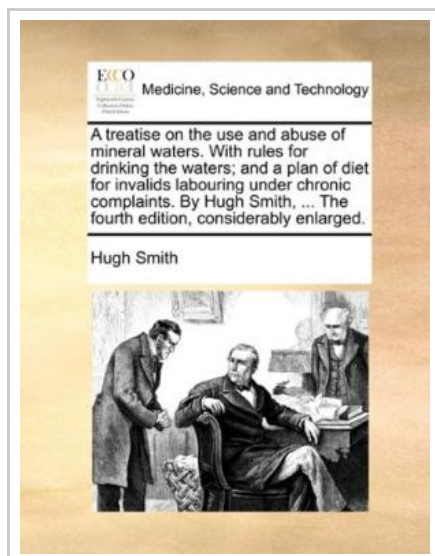 ECCO
Medicine, Science and Technology
A treatise on the use and abuse of
mineral waters. With rules for
drinking the waters; and a plan of diet
for invalids labouring under chronic
complaints. By Hugh Smith, ... The
fourth edition, considerably enlarged.
Hugh Smith